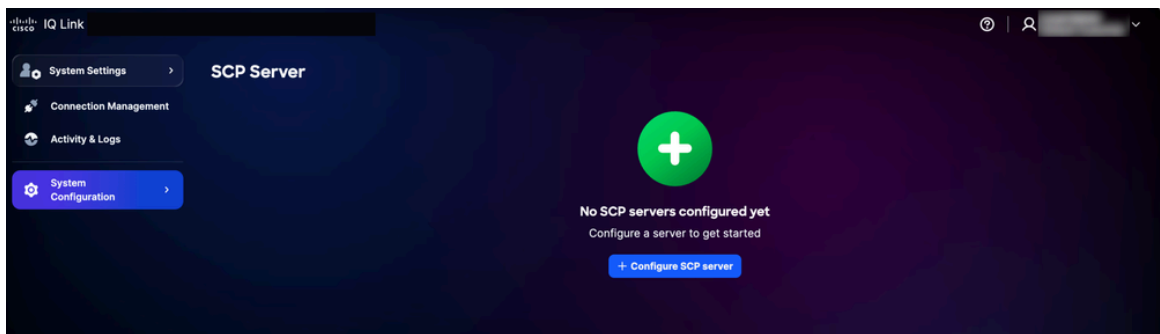 cisco IQ Link
System Settings
SCP Server
Connection Management
Activity & Logs
System
Configuration
No SCP servers configured yet
Configure a server to get started
+ Configure SCP server